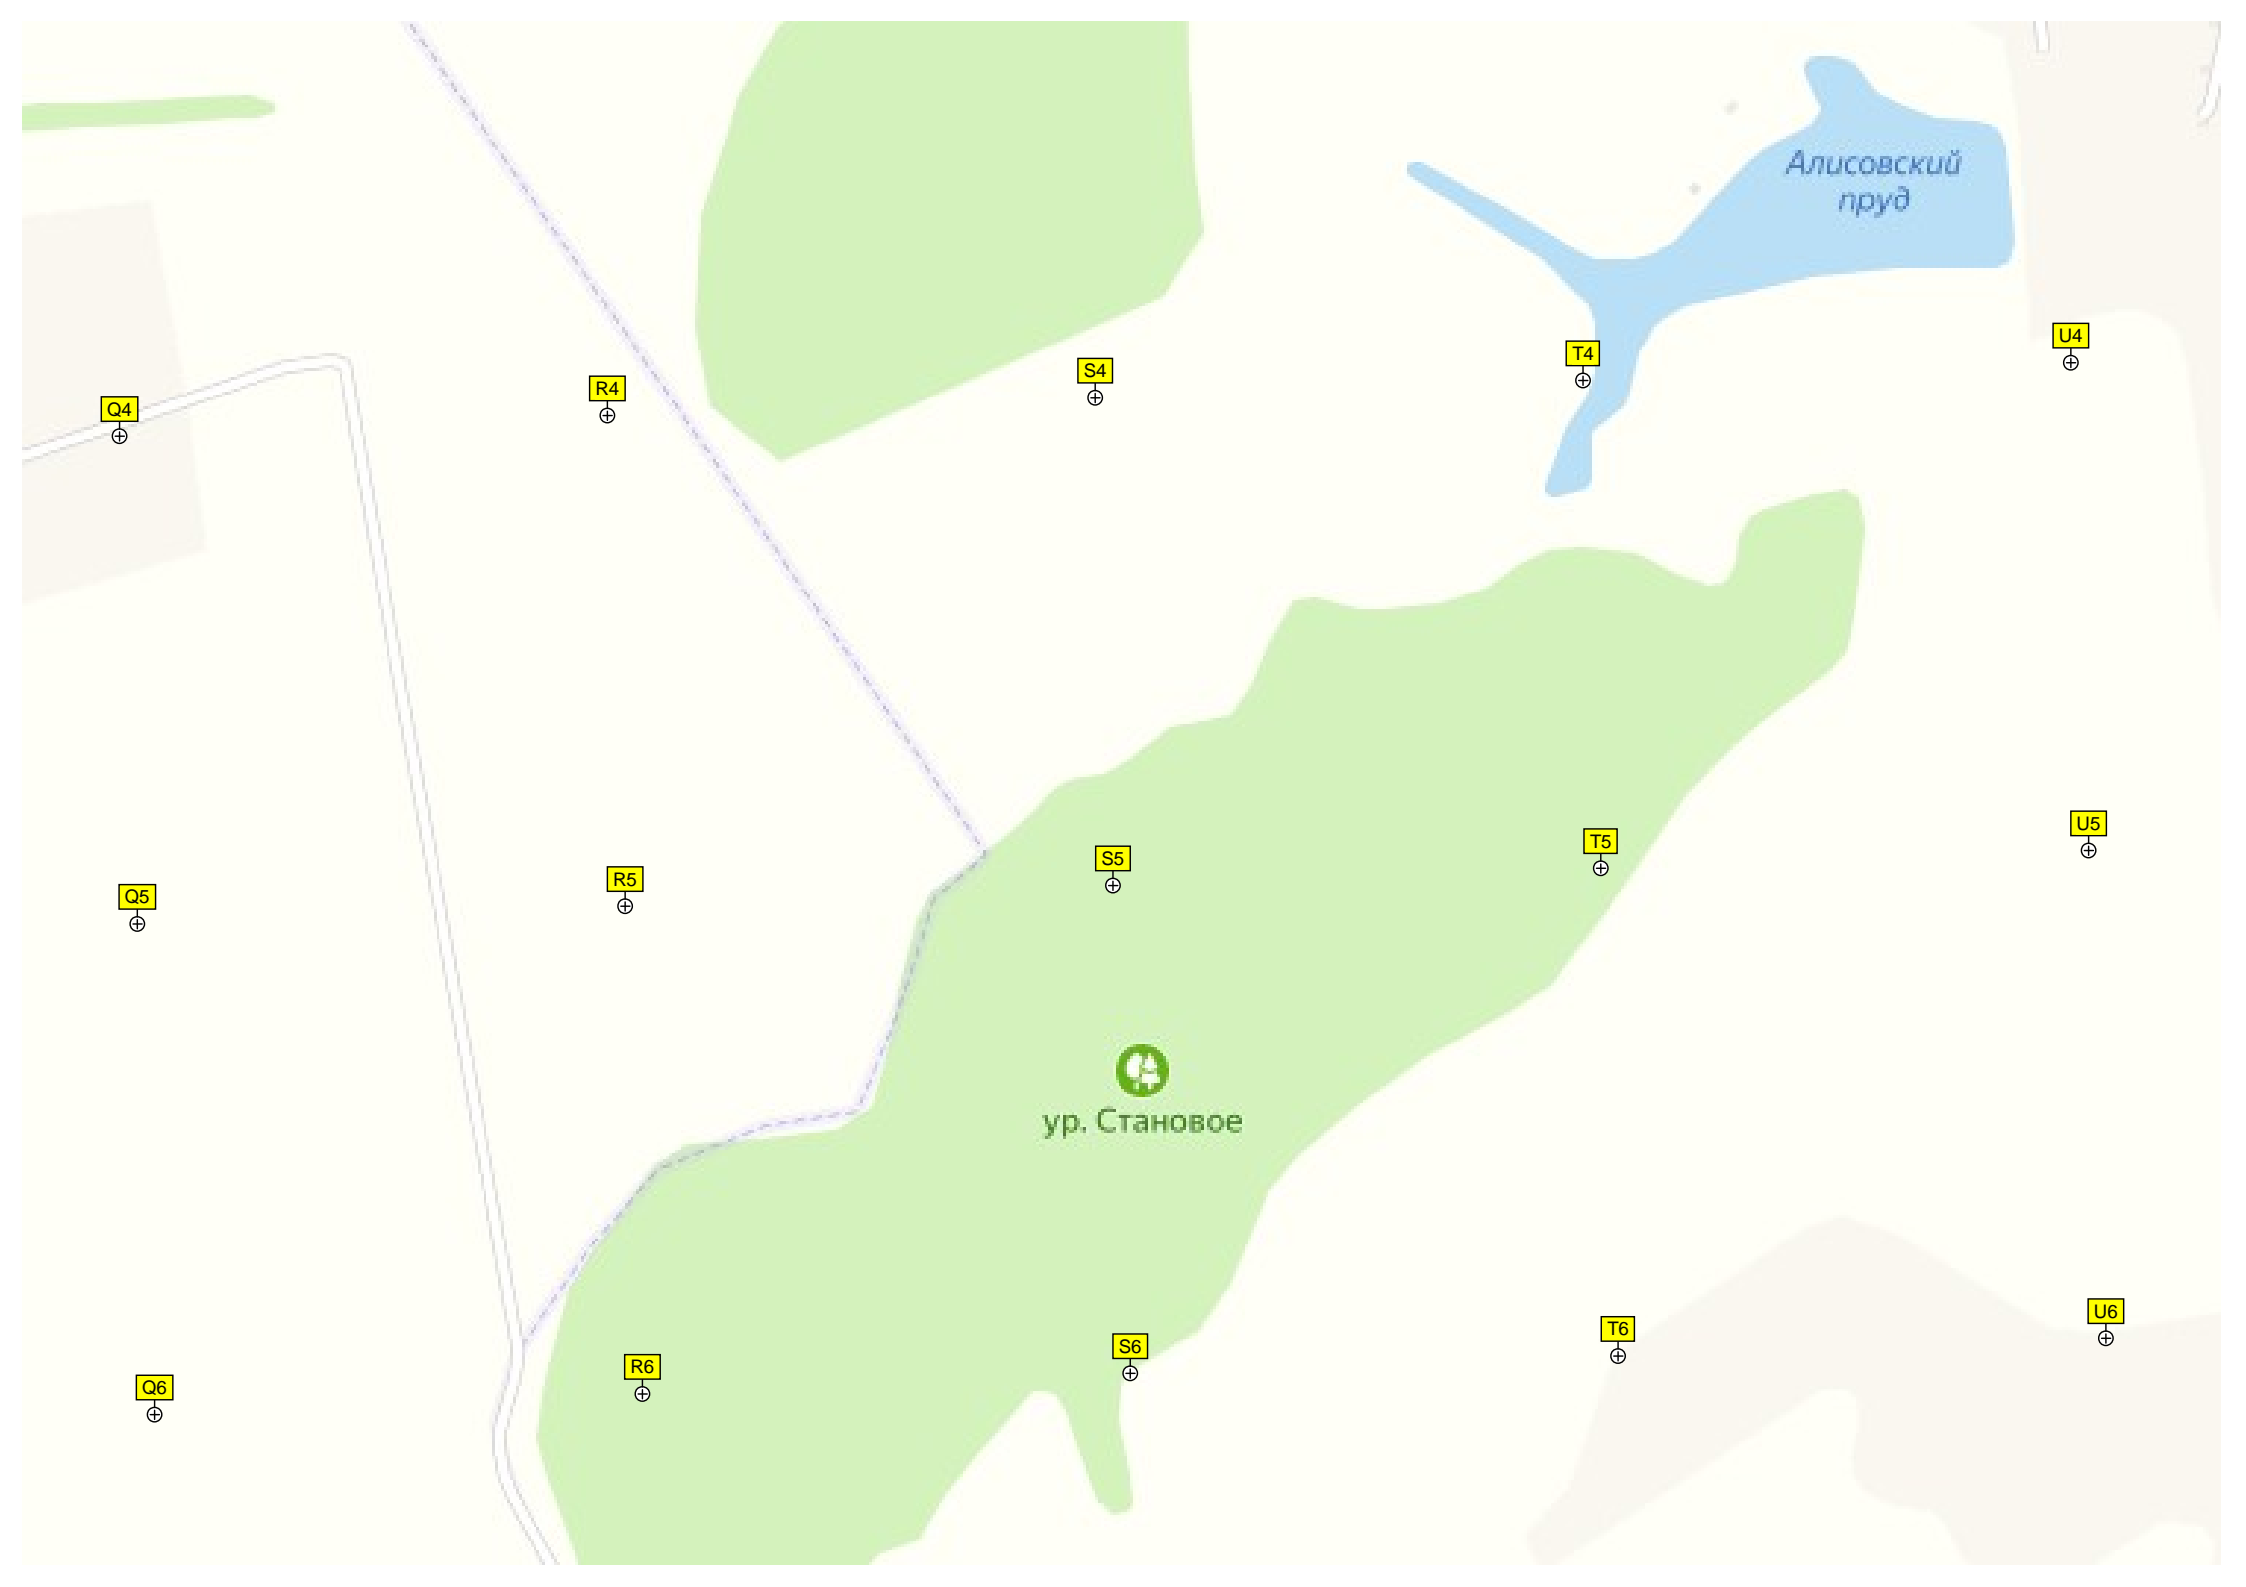 Алисовский
пруд
U4
T4
S4
R4
Q4
U5
T5
S5
R5
Q5
ур. Становое
U6
T6
S6
R6
Q6